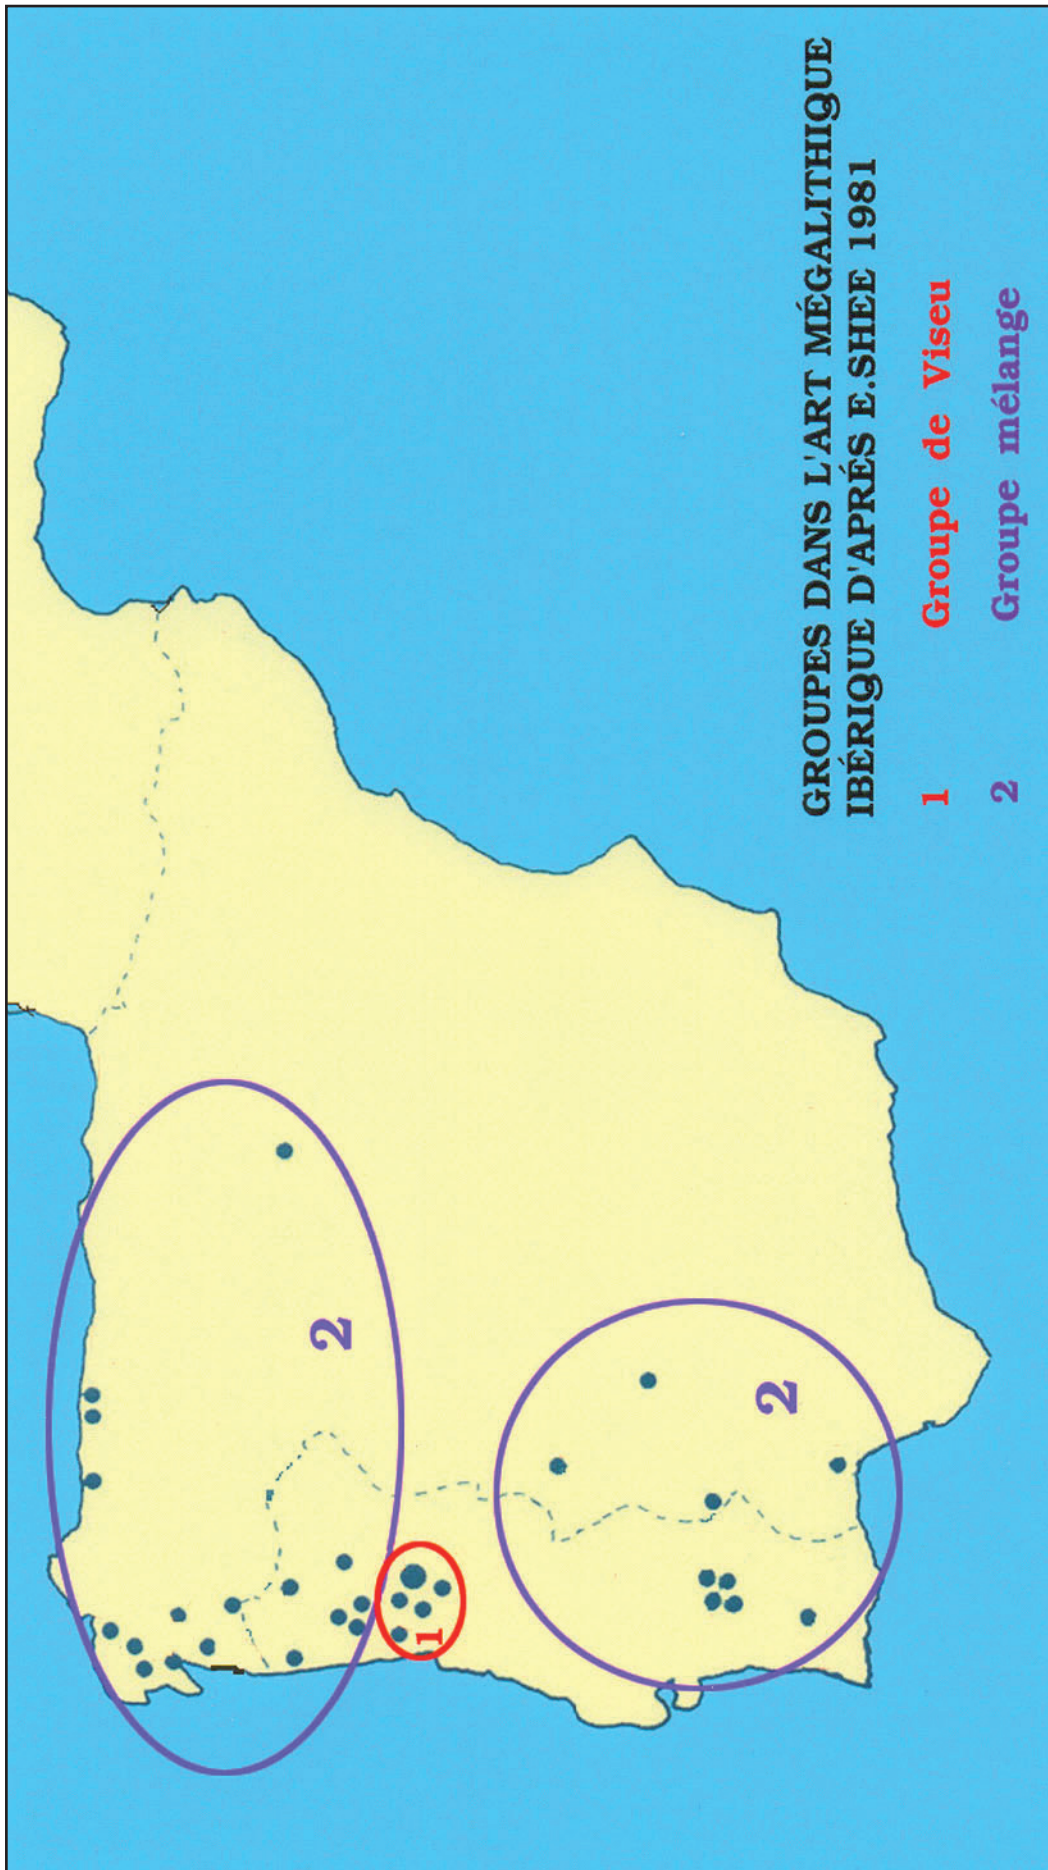 GROUPES DANS L'ART MÉGALITHIQUE
IBÉRIQUE D'APRÉS E.SHEE 1981
1 Groupe de Viseu
2 Groupe mélange
2
1
2